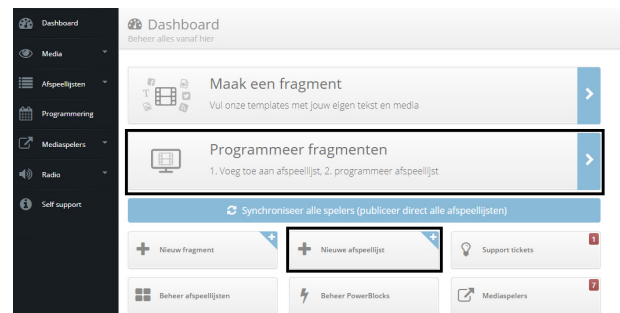 Dashboard
Media
Afspeellijsten
Programmering
Mediaspelers
Radio
Self support
Dashboard
Beheer alles vanaf hier
Maak een fragment
Vul onze templates met jouw eigen tekst en media
Programmeer fragmenten
1. Voeg toe aan afspeellijst, 2. programmeer afspeellijst
Synchroniseer alle spelers (publiceer direct alle afspeellijsten)
Nieuw fragment
Nieuwe afspeellijst
Support tickets
1
Beheer afspeellijsten
Beheer PowerBlocks
Mediaspelers
7